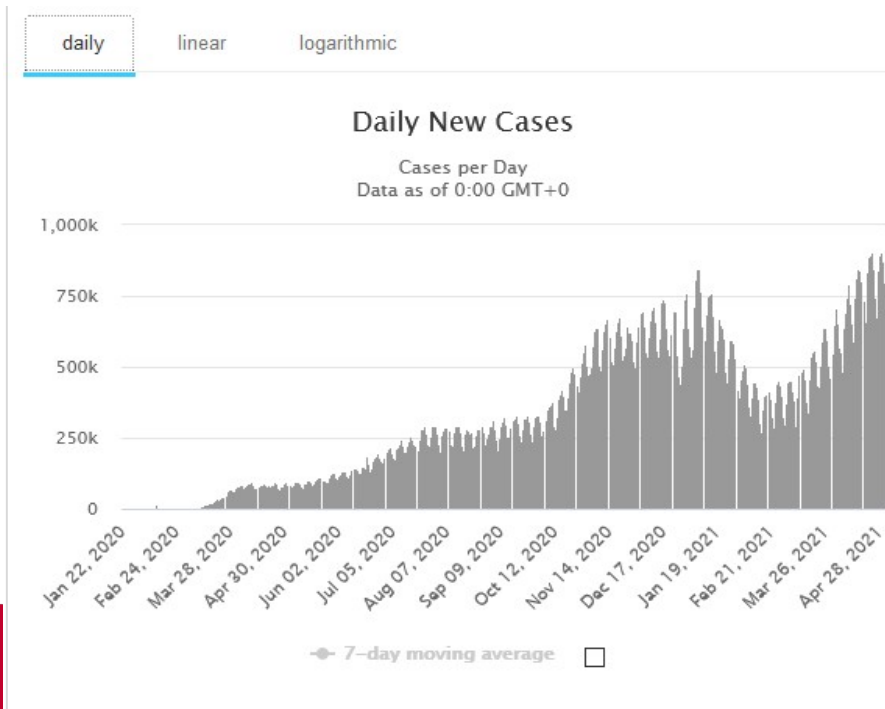 daily linear logarithmic
Daily New Cases
Cases per Day
Data as of 0:00 GMT+0
1,000k
750k
500k
250k
0
Jan 22, 2020
Feb 24, 2020
Mar 28, 2020
Apr 30, 2020
Jun 02, 2020
Jul 05, 2020
Aug 07, 2020
Sep 09, 2020
Oct 12, 2020
Nov 14, 2020
Dec 17, 2020
Jan 19, 2021
Feb 21, 2021
Mar 26, 2021
Apr 28, 2021
7-day moving average